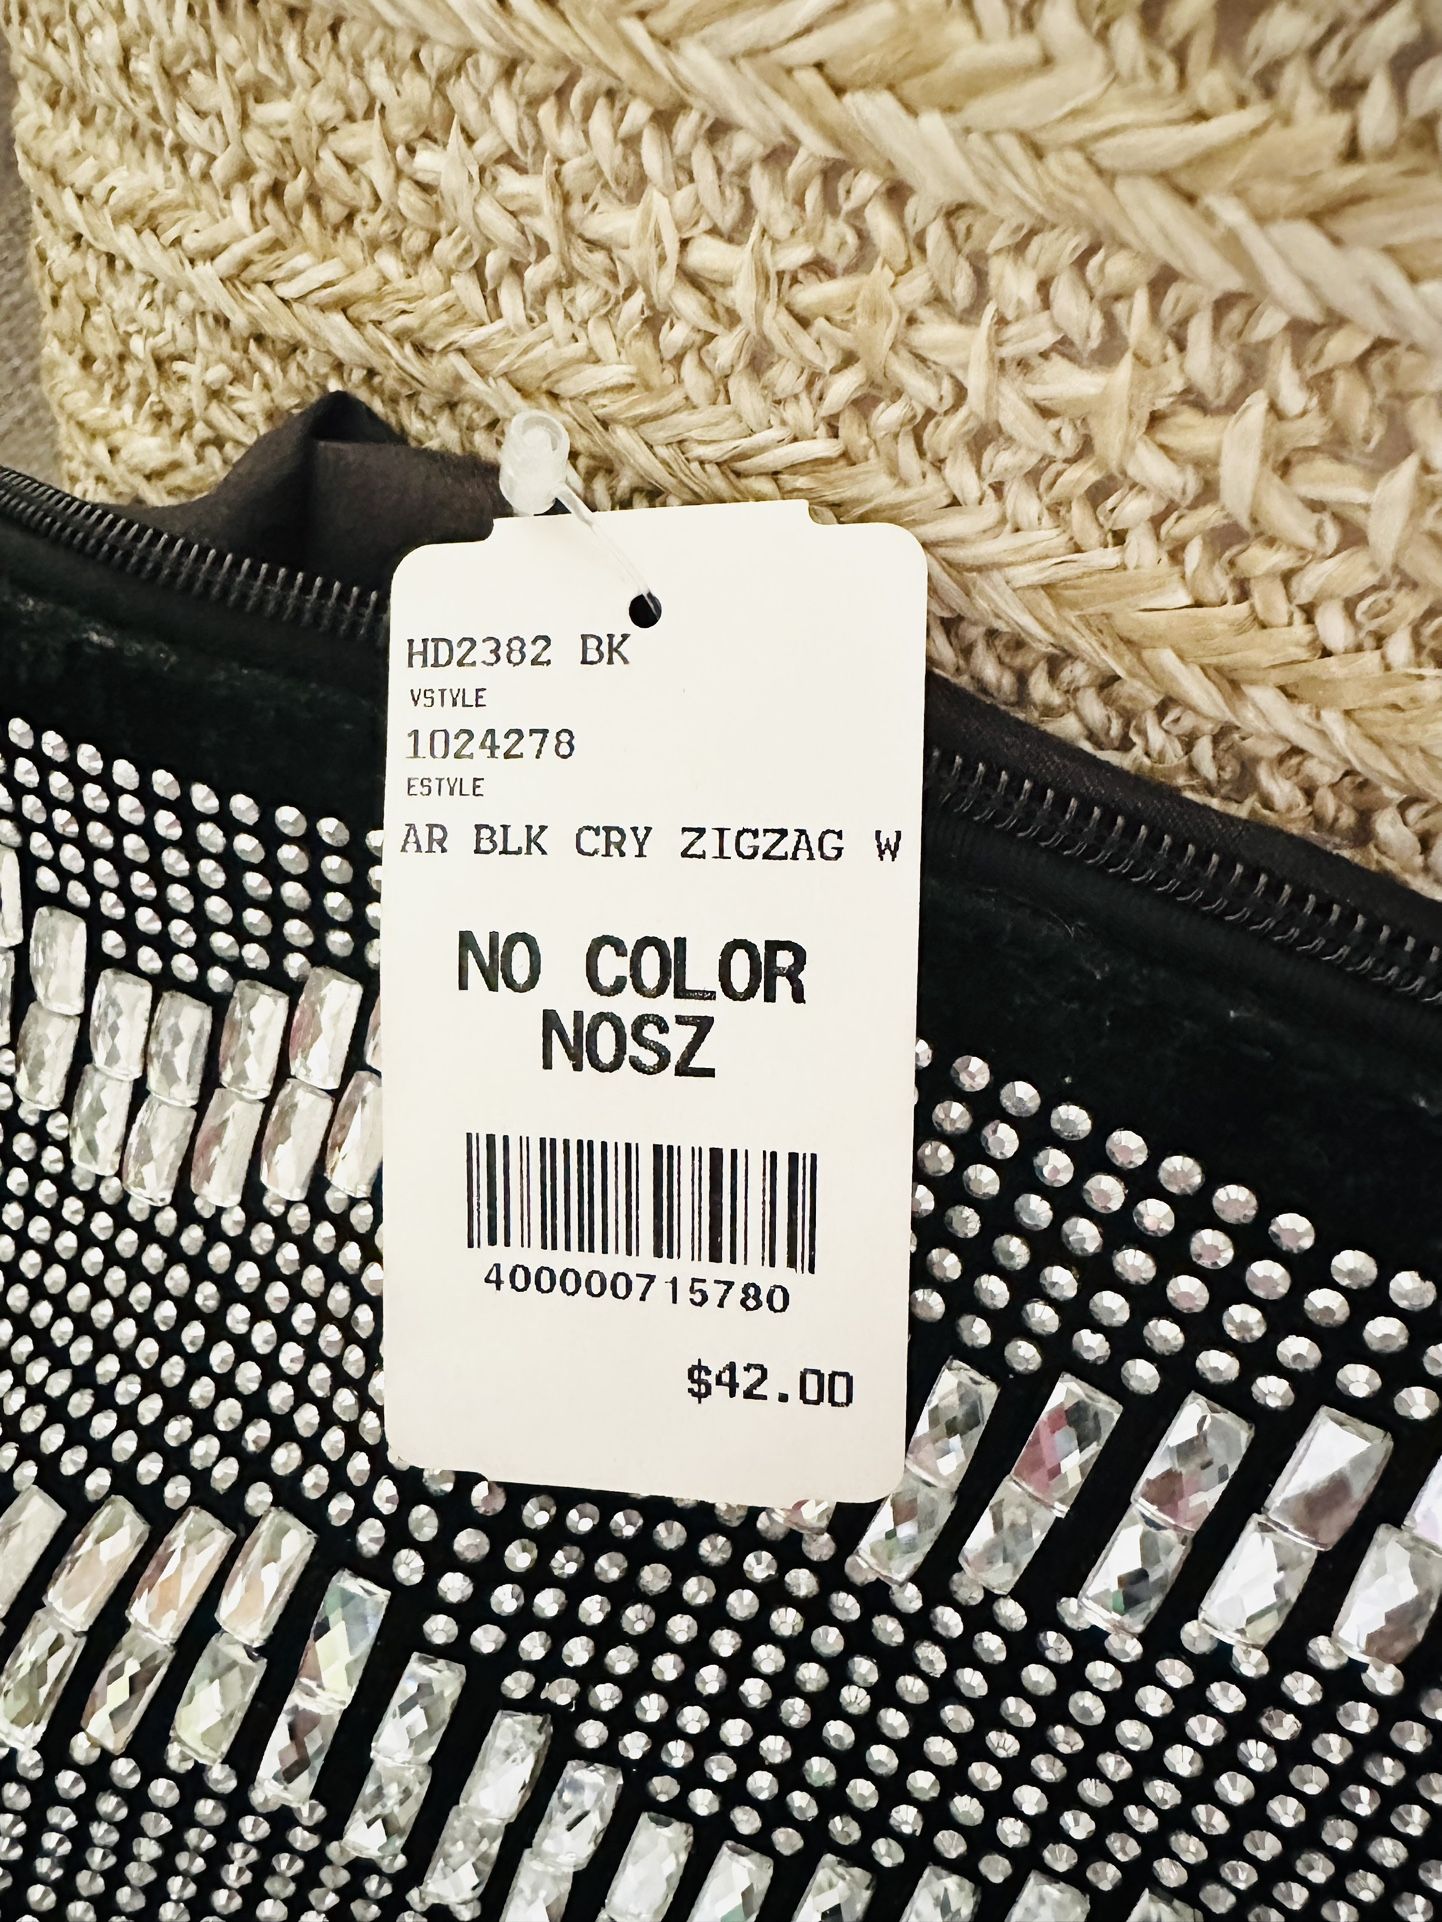 HD2382 BK
VSTYLE
1024278
ESTYLE
AR BLK CRY ZIGZAG W
NO COLOR
NOSZ
400000715780
$42.00